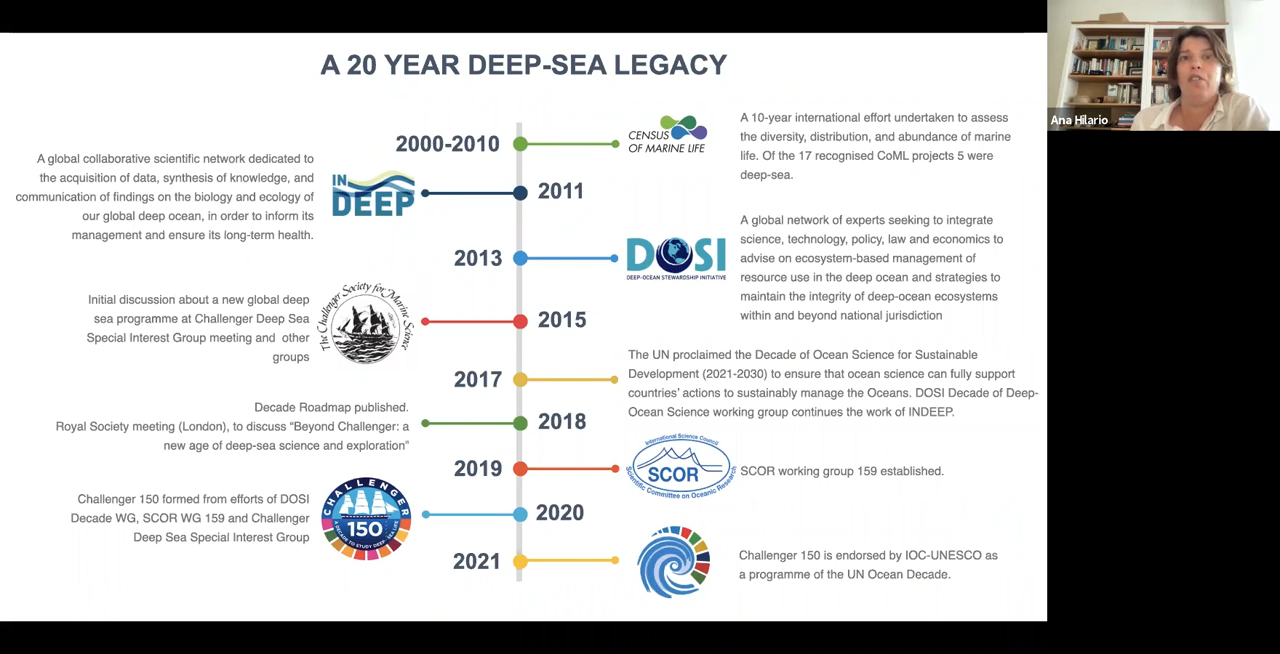 A 20 YEAR DEEP-SEA LEGACY
Ana Hilario
2000-2010
CENSUS
OF MARINE LIFE
A 10-year international effort undertaken to assess
the diversity, distribution, and abundance of marine
life. Of the 17 recognised CoML projects 5 were
deep-sea.
A global collaborative scientific network dedicated to
the acquisition of data, synthesis of knowledge, and
communication of findings on the biology and ecology of
our global deep ocean, in order to inform its
management and ensure its long-term health.
IN
DEEP
2011
2013
DOSI
DEEP-OCEAN STEWARDSHIP INITIATIVE
A global network of experts seeking to integrate
science, technology, policy, law and economics to
advise on ecosystem-based management of
resource use in the deep ocean and strategies to
maintain the integrity of deep-ocean ecosystems
within and beyond national jurisdiction
Initial discussion about a new global deep
sea programme at Challenger Deep Sea
Special Interest Group meeting and other
groups
The Challenger Society for Marine Science
2015
2017
The UN proclaimed the Decade of Ocean Science for Sustainable
Development (2021-2030) to ensure that ocean science can fully support
countries' actions to sustainably manage the Oceans. DOSI Decade of Deep-
Ocean Science working group continues the work of INDEEP.
Decade Roadmap published.
Royal Society meeting (London), to discuss “Beyond Challenger: a
new age of deep-sea science and exploration”
2018
2019
International Science Council
SCOR
Scientific Committee on Oceanic Research
SCOR working group 159 established.
Challenger 150 formed from efforts of DOSI
Decade WG, SCOR WG 159 and Challenger
Deep Sea Special Interest Group
CHALLENGER
150
A DECADE TO STUDY DEEP-SEA LIFE
2020
2021
Challenger 150 is endorsed by IOC-UNESCO as
a programme of the UN Ocean Decade.